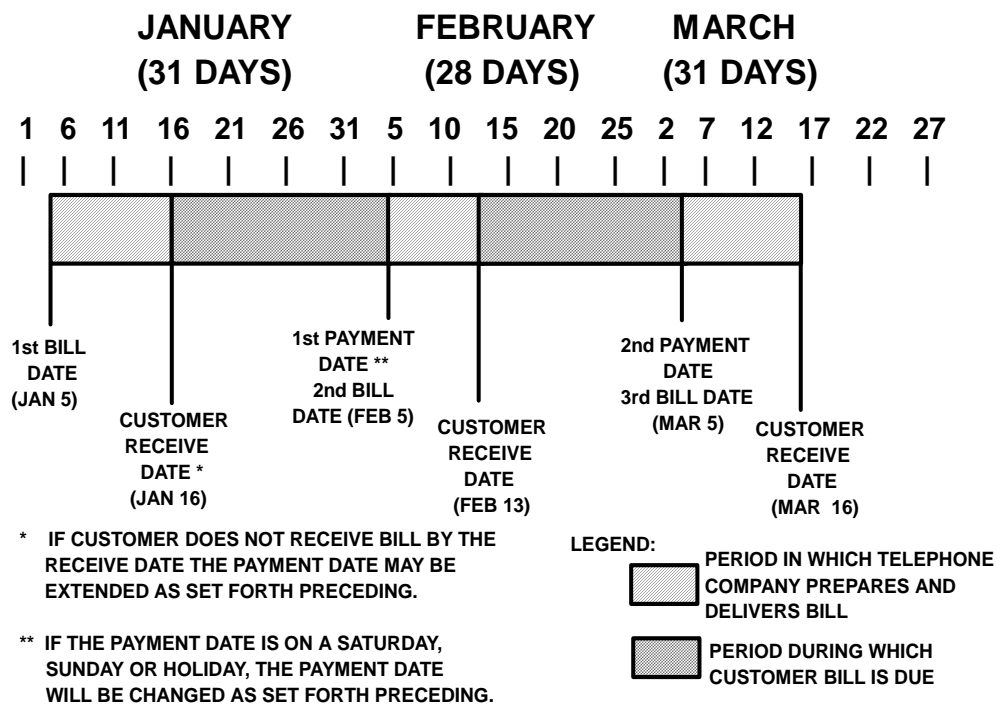 JANUARY FEBRUARY MARCH
(31 DAYS) (28 DAYS) (31 DAYS)
1 6 11 16 21 26 31 5 10 15 20 25 2 7 12 17 22 27
1st BILL
DATE
(JAN 5)
CUSTOMER
RECEIVE
DATE *
(JAN 16)
1st PAYMENT
DATE **
2nd BILL
DATE (FEB 5)
CUSTOMER
RECEIVE
DATE
(FEB 13)
2nd PAYMENT
DATE
3rd BILL DATE
(MAR 5)
CUSTOMER
RECEIVE
DATE
(MAR 16)
* IF CUSTOMER DOES NOT RECEIVE BILL BY THE
RECEIVE DATE THE PAYMENT DATE MAY BE
EXTENDED AS SET FORTH PRECEDING.
** IF THE PAYMENT DATE IS ON A SATURDAY,
SUNDAY OR HOLIDAY, THE PAYMENT DATE
WILL BE CHANGED AS SET FORTH PRECEDING.
LEGEND:
PERIOD IN WHICH TELEPHONE
COMPANY PREPARES AND
DELIVERS BILL
PERIOD DURING WHICH
CUSTOMER BILL IS DUE